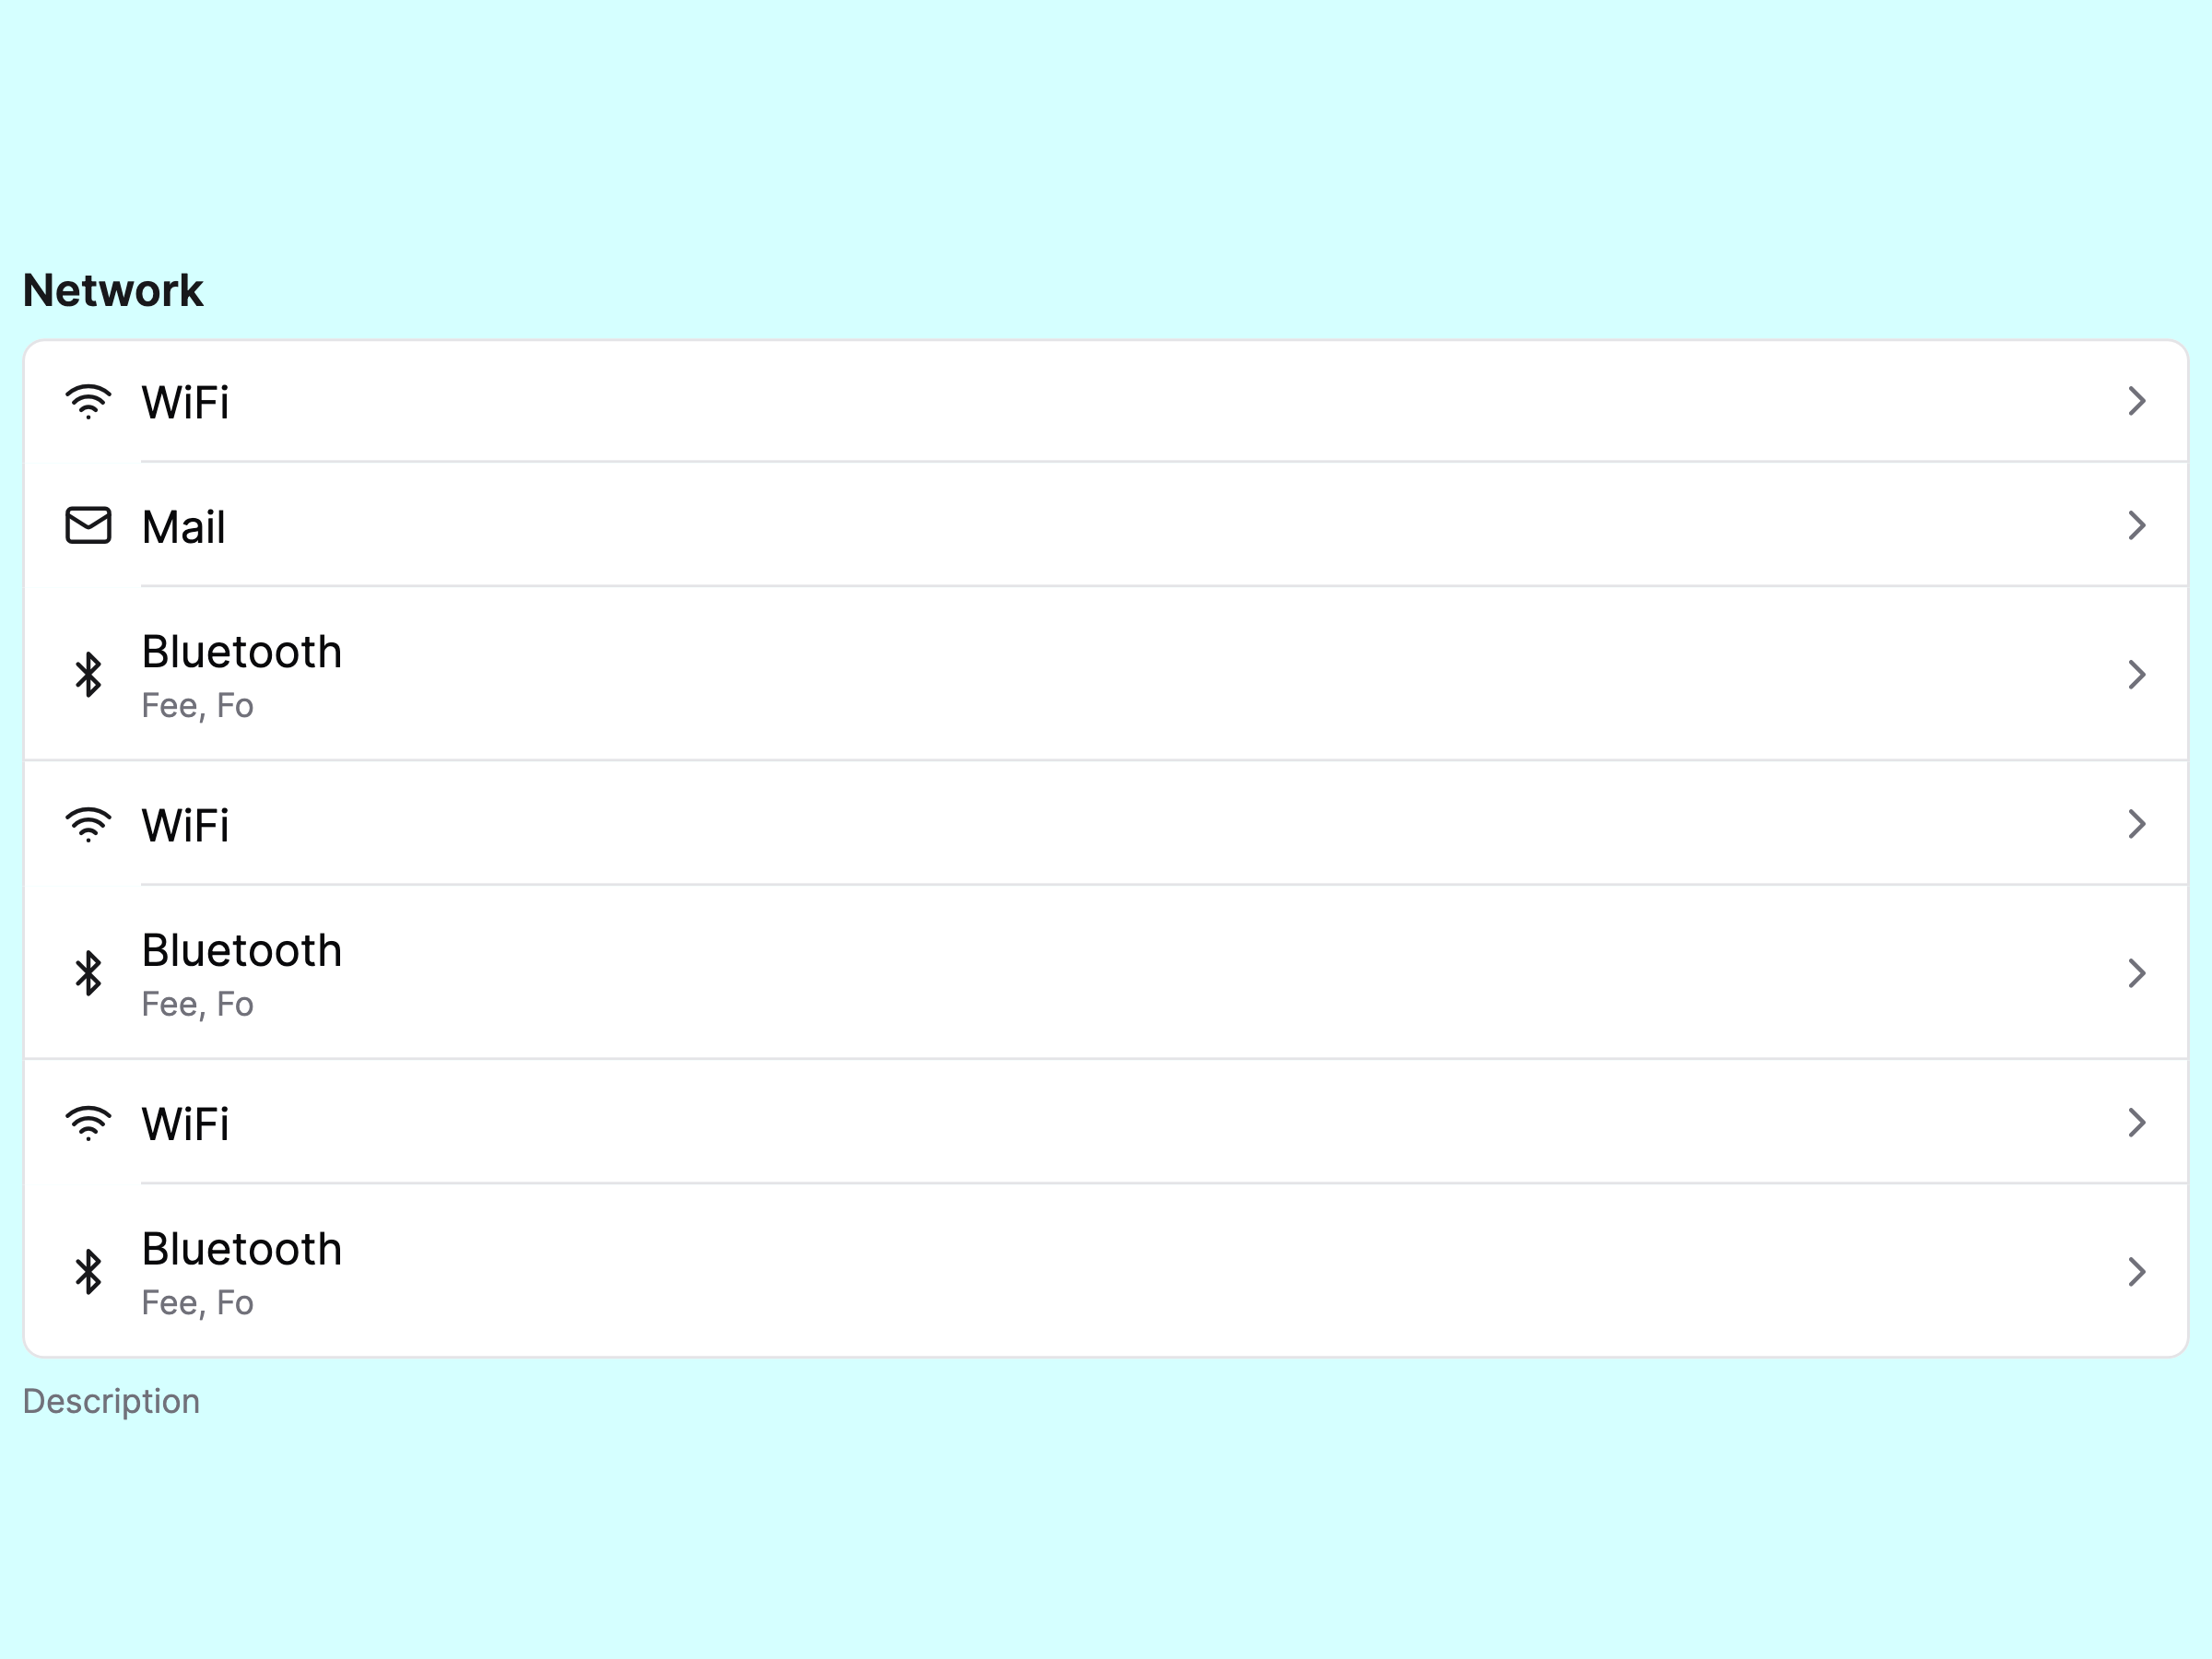 Network
WiFi
Mail
Bluetooth
Fee, Fo
WiFi
Bluetooth
Fee, Fo
WiFi
Bluetooth
Fee, Fo
Description